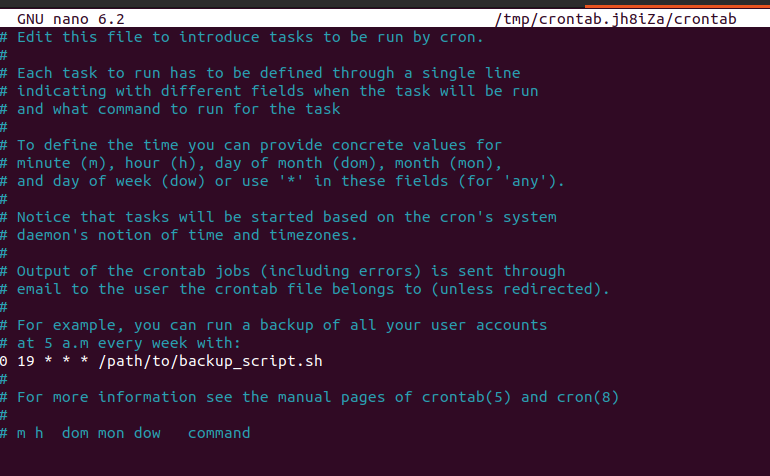 GNU nano 6.2 /tmp/crontab.jh8iZa/crontab
# Edit this file to introduce tasks to be run by cron.
#
# Each task to run has to be defined through a single line
# indicating with different fields when the task will be run
# and what command to run for the task
#
# To define the time you can provide concrete values for
# minute (m), hour (h), day of month (dom), month (mon),
# and day of week (dow) or use '*' in these fields (for 'any').
#
# Notice that tasks will be started based on the cron's system
# daemon's notion of time and timezones.
#
# Output of the crontab jobs (including errors) is sent through
# email to the user the crontab file belongs to (unless redirected).
#
# For example, you can run a backup of all your user accounts
# at 5 a.m every week with:
0 19 * * * /path/to/backup_script.sh
#
# For more information see the manual pages of crontab(5) and cron(8)
#
# m h  dom mon dow   command